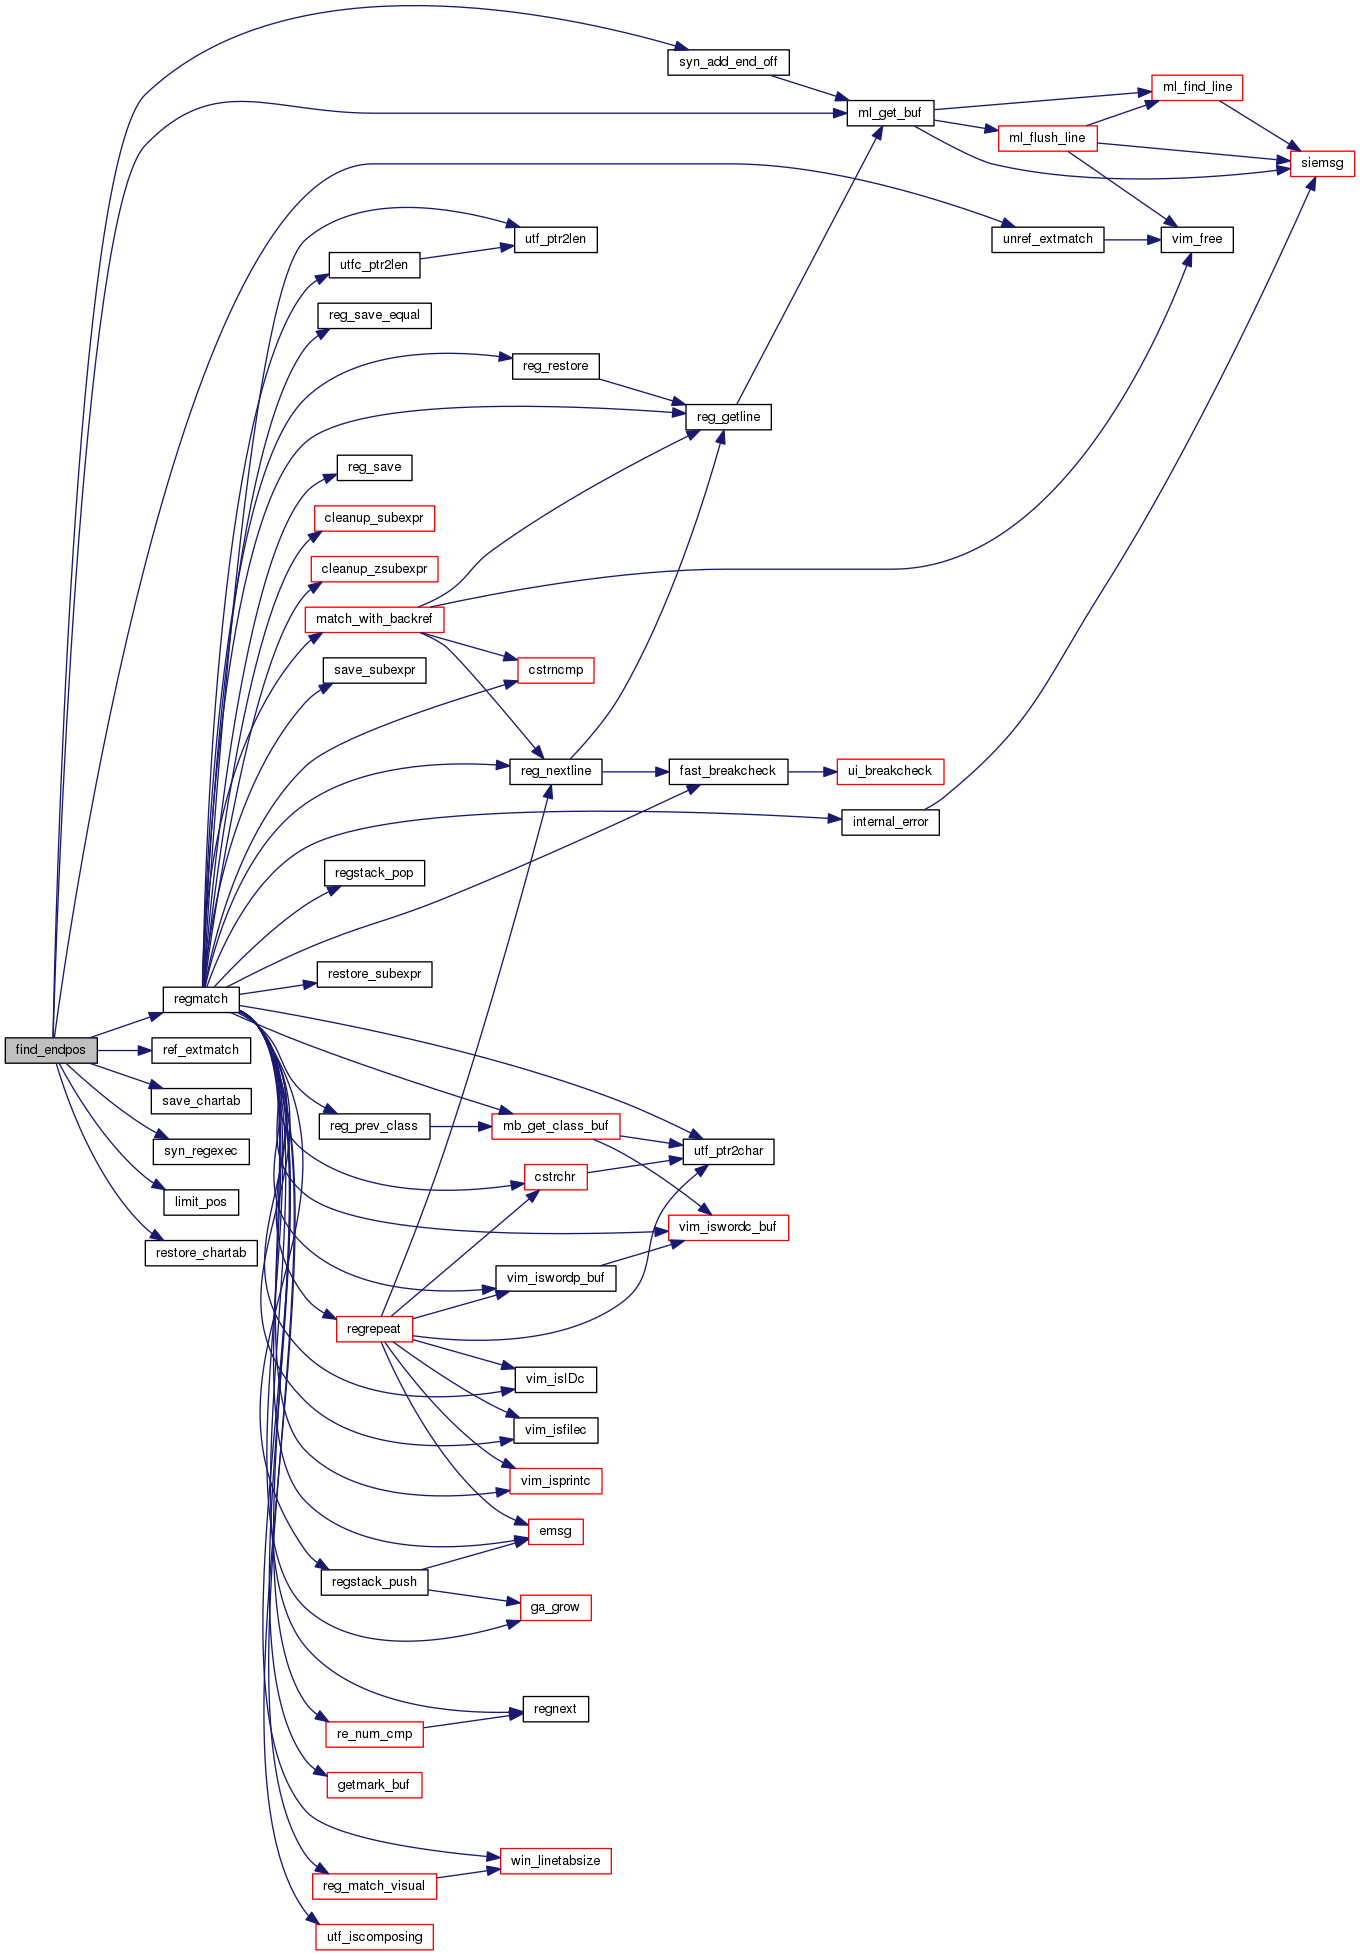 syn_add_end_off
ml_find_line
ml_get_buf
ml_flush_line
siemsg
utf_ptr2len
unref_extmatch
vim_free
utfc_ptr2len
reg_save_equal
reg_restore
reg_getline
reg_save
cleanup_subexpr
cleanup_zsubexpr
match_with_backref
save_subexpr
cstrncmp
reg_nextline
fast_breakcheck
ui_breakcheck
internal_error
regstack_pop
restore_subexpr
regmatch
find_endpos
ref_extmatch
save_chartab
reg_prev_class
mb_get_class_buf
syn_regexec
utf_ptr2char
cstrchr
limit_pos
vim_iswordc_buf
restore_chartab
vim_iswordp_buf
regrepeat
vim_isIDc
vim_isfilec
vim_isprintc
emsg
regstack_push
ga_grow
regnext
re_num_cmp
getmark_buf
win_linetabsize
reg_match_visual
utf_iscomposing